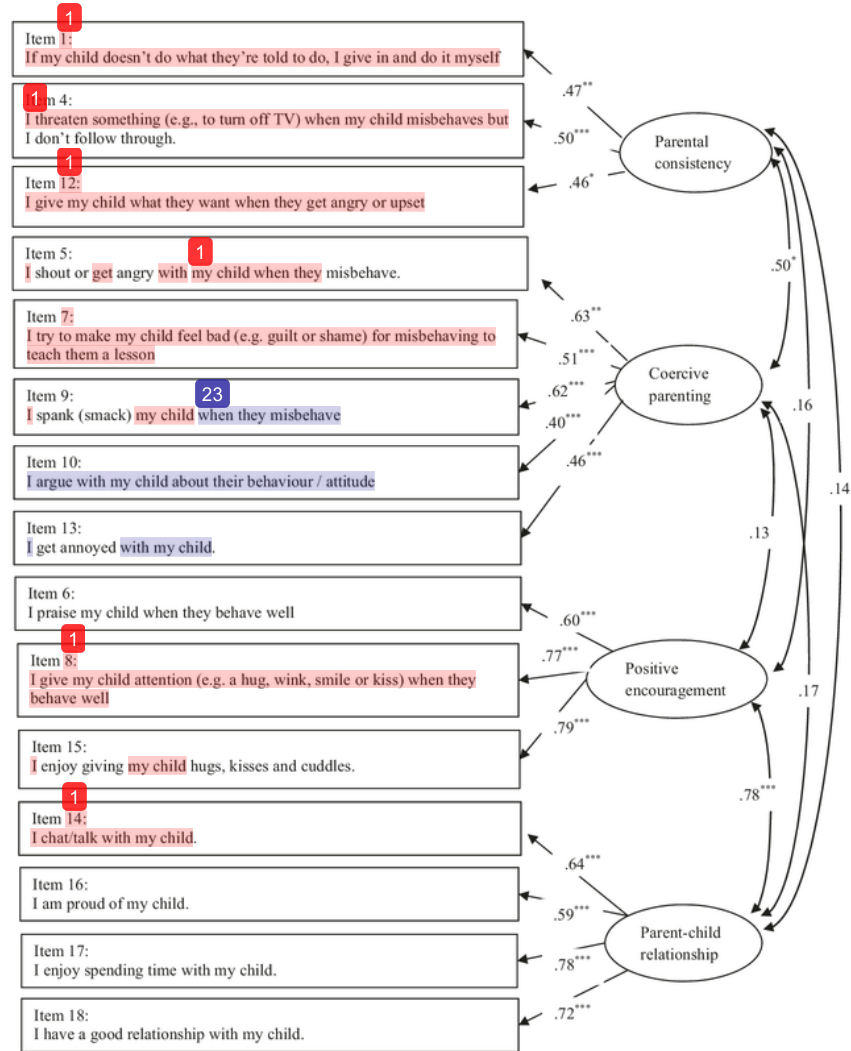 1
Item 1:
If my child doesn't do what they're told to do, I give in and do it myself
1
Item 4:
I threaten something (e.g., to turn off TV) when my child misbehaves but
I don't follow through.
1
Item 12:
I give my child what they want when they get angry or upset
.47**
.50***
.46*
Parental
consistency
Item 5:
1
I shout or get angry with my child when they misbehave.
Item 7:
I try to make my child feel bad (e.g. guilt or shame) for misbehaving to
teach them a lesson
Item 9:
23
I spank (smack) my child when they misbehave
Item 10:
I argue with my child about their behaviour / attitude
Item 13:
I get annoyed with my child.
.63**
.51***
.62***
.40***
.46***
Coercive
parenting
.50*
.16
.14
.13
Item 6:
I praise my child when they behave well
1
Item 8:
I give my child attention (e.g. a hug, wink, smile or kiss) when they
behave well
Item 15:
I enjoy giving my child hugs, kisses and cuddles.
.60***
.77***
.79***
Positive
encouragement
.17
.78***
1
Item 14:
I chat/talk with my child.
Item 16:
I am proud of my child.
Item 17:
I enjoy spending time with my child.
Item 18:
I have a good relationship with my child.
.64***
.59***
.78***
.72***
Parent-child
relationship